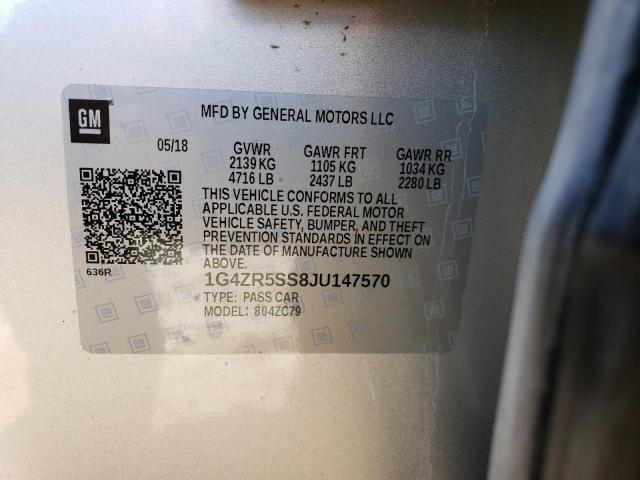 GM
MFD BY GENERAL MOTORS LLC
05/18 GVWR GAWR FRT GAWR RR
2139 KG 1105 KG 1034 KG
4716 LB 2437 LB 2280 LB
THIS VEHICLE CONFORMS TO ALL
APPLICABLE U.S. FEDERAL MOTOR
VEHICLE SAFETY, BUMPER, AND THEFT
PREVENTION STANDARDS IN EFFECT ON
THE DATE OF MANUFACTURE SHOWN
ABOVE.
636R
1G4ZR5SS8JU147570
TYPE: PASS CAR
MODEL: 804ZC79